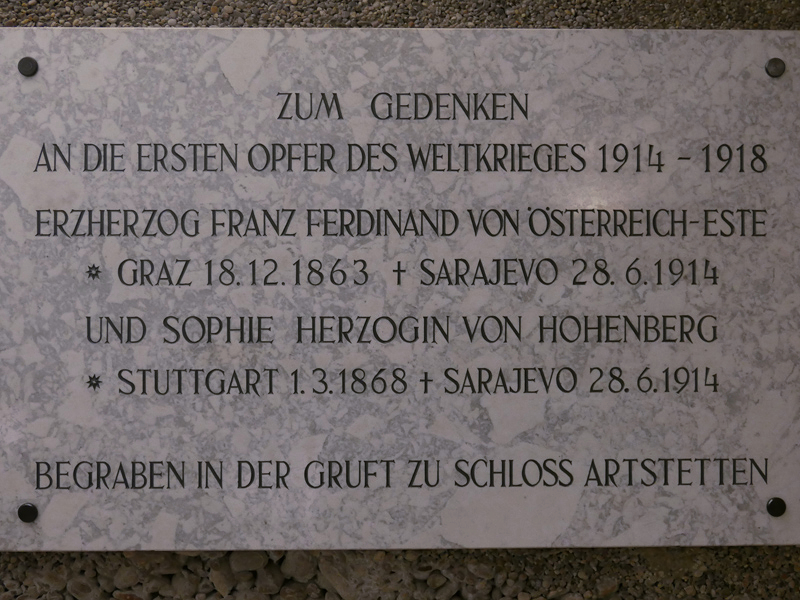 ZUM GEDENKEN
AN DIE ERSTEN OPFER DES WELTKRIEGES 1914 – 1918
ERZHERZOG FRANZ FERDINAND VON ÖSTERREICH-ESTE
* GRAZ 18.12.1863 † SARAJEVO 28.6.1914
UND SOPHIE HERZOGIN VON HOHENBERG
* STUTTGART 1.3.1868 † SARAJEVO 28.6.1914
BEGRABEN IN DER GRUFT ZU SCHLOSS ARTSTETTEN